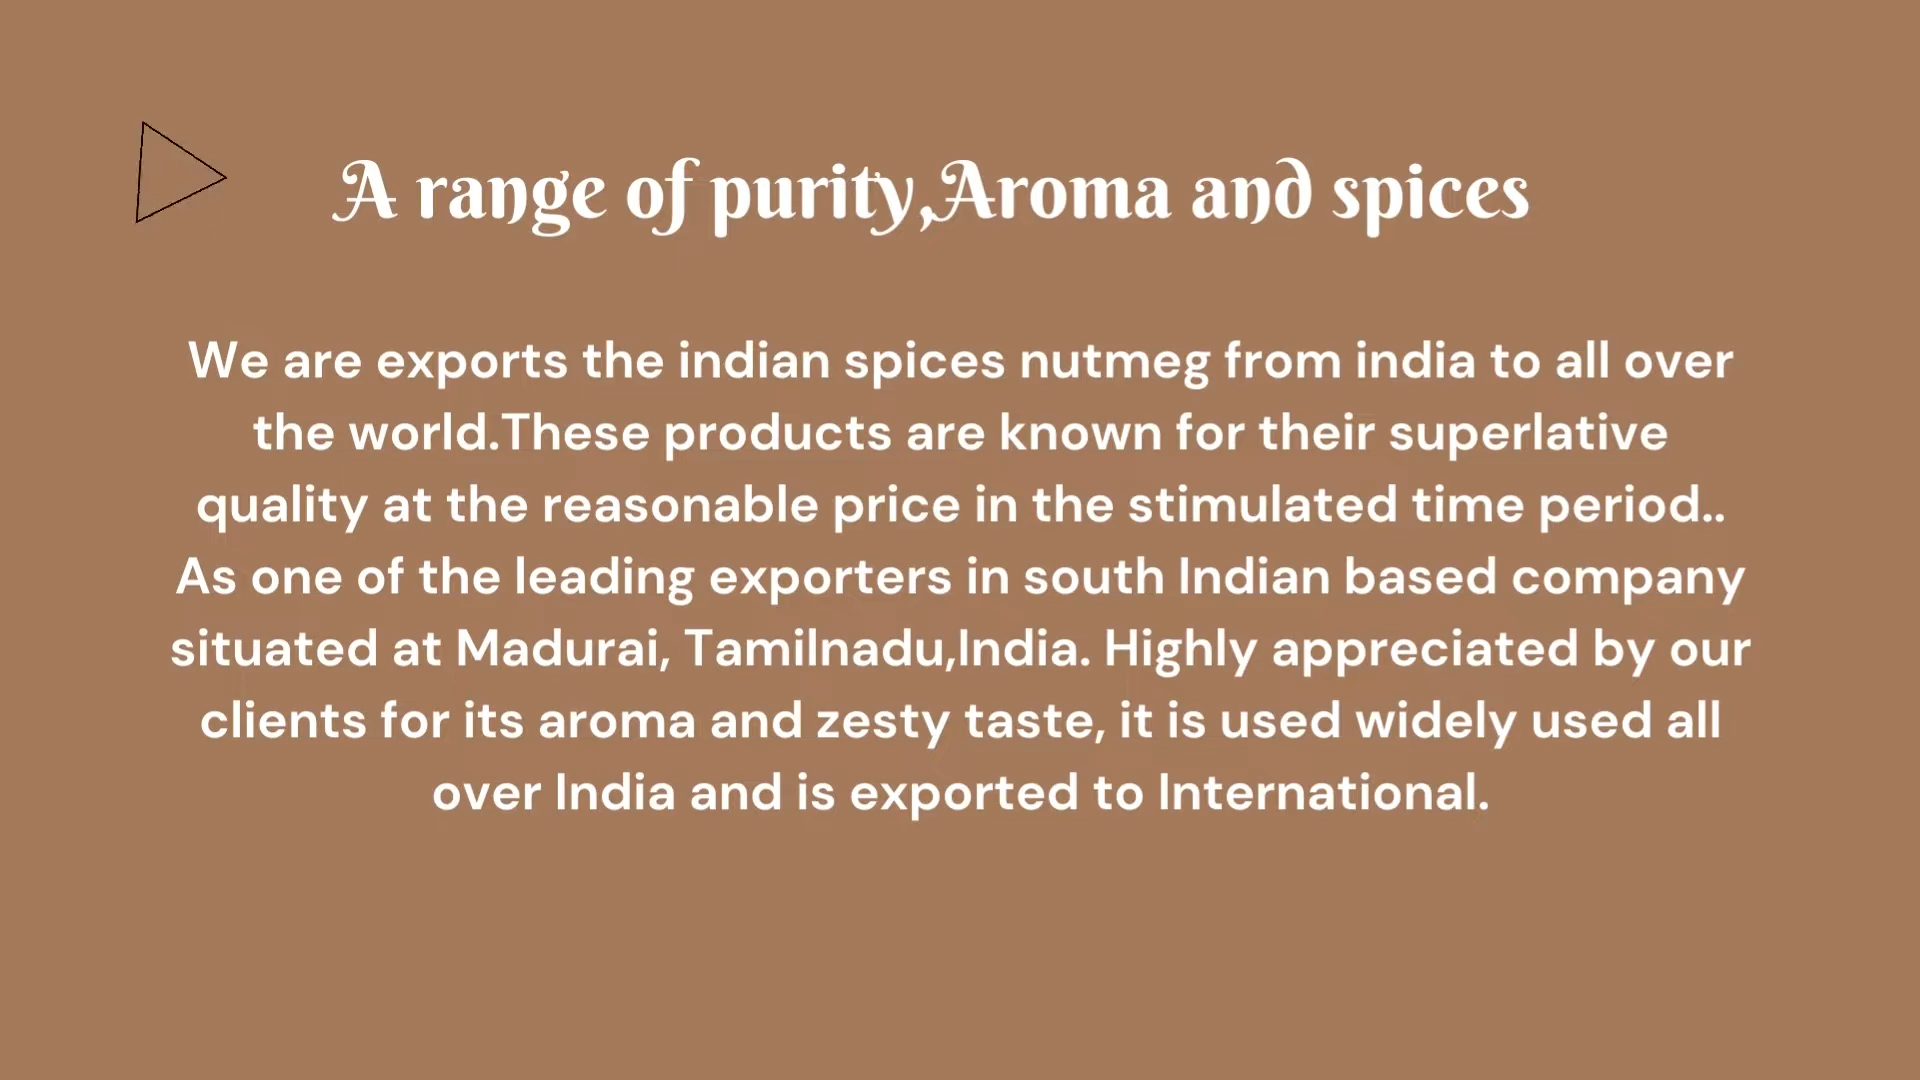 A range of purity,Aroma and spices
We are exports the indian spices nutmeg from india to all over
the world.These products are known for their superlative
quality at the reasonable price in the stimulated time period..
As one of the leading exporters in south Indian based company
situated at Madurai, Tamilnadu,India. Highly appreciated by our
clients for its aroma and zesty taste, it is used widely used all
over India and is exported to International.